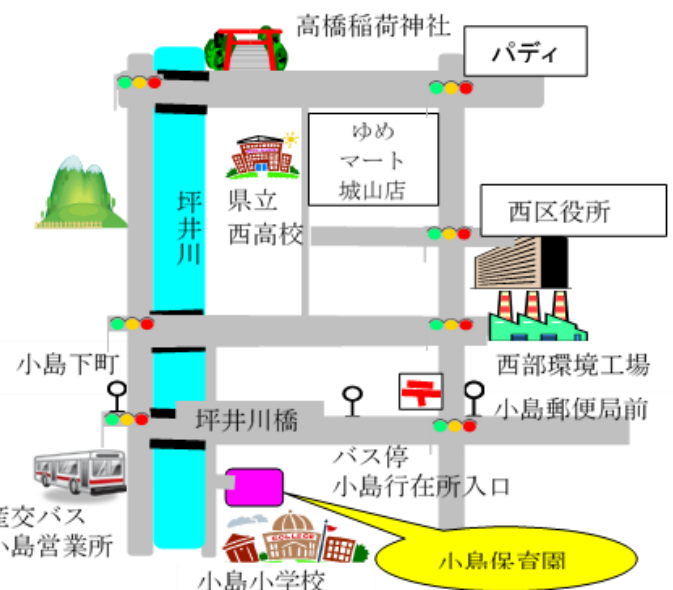 高橋稲荷神社
パディ
ゆめ
マート
城山店
県立
西高校
坪井川
西区役所
小島下町
西部環境工場
坪井川橋
小島郵便局前
バス停
小島行在所入口
産交バス
小島営業所
COLLEGE
小島保育園
小島小学校